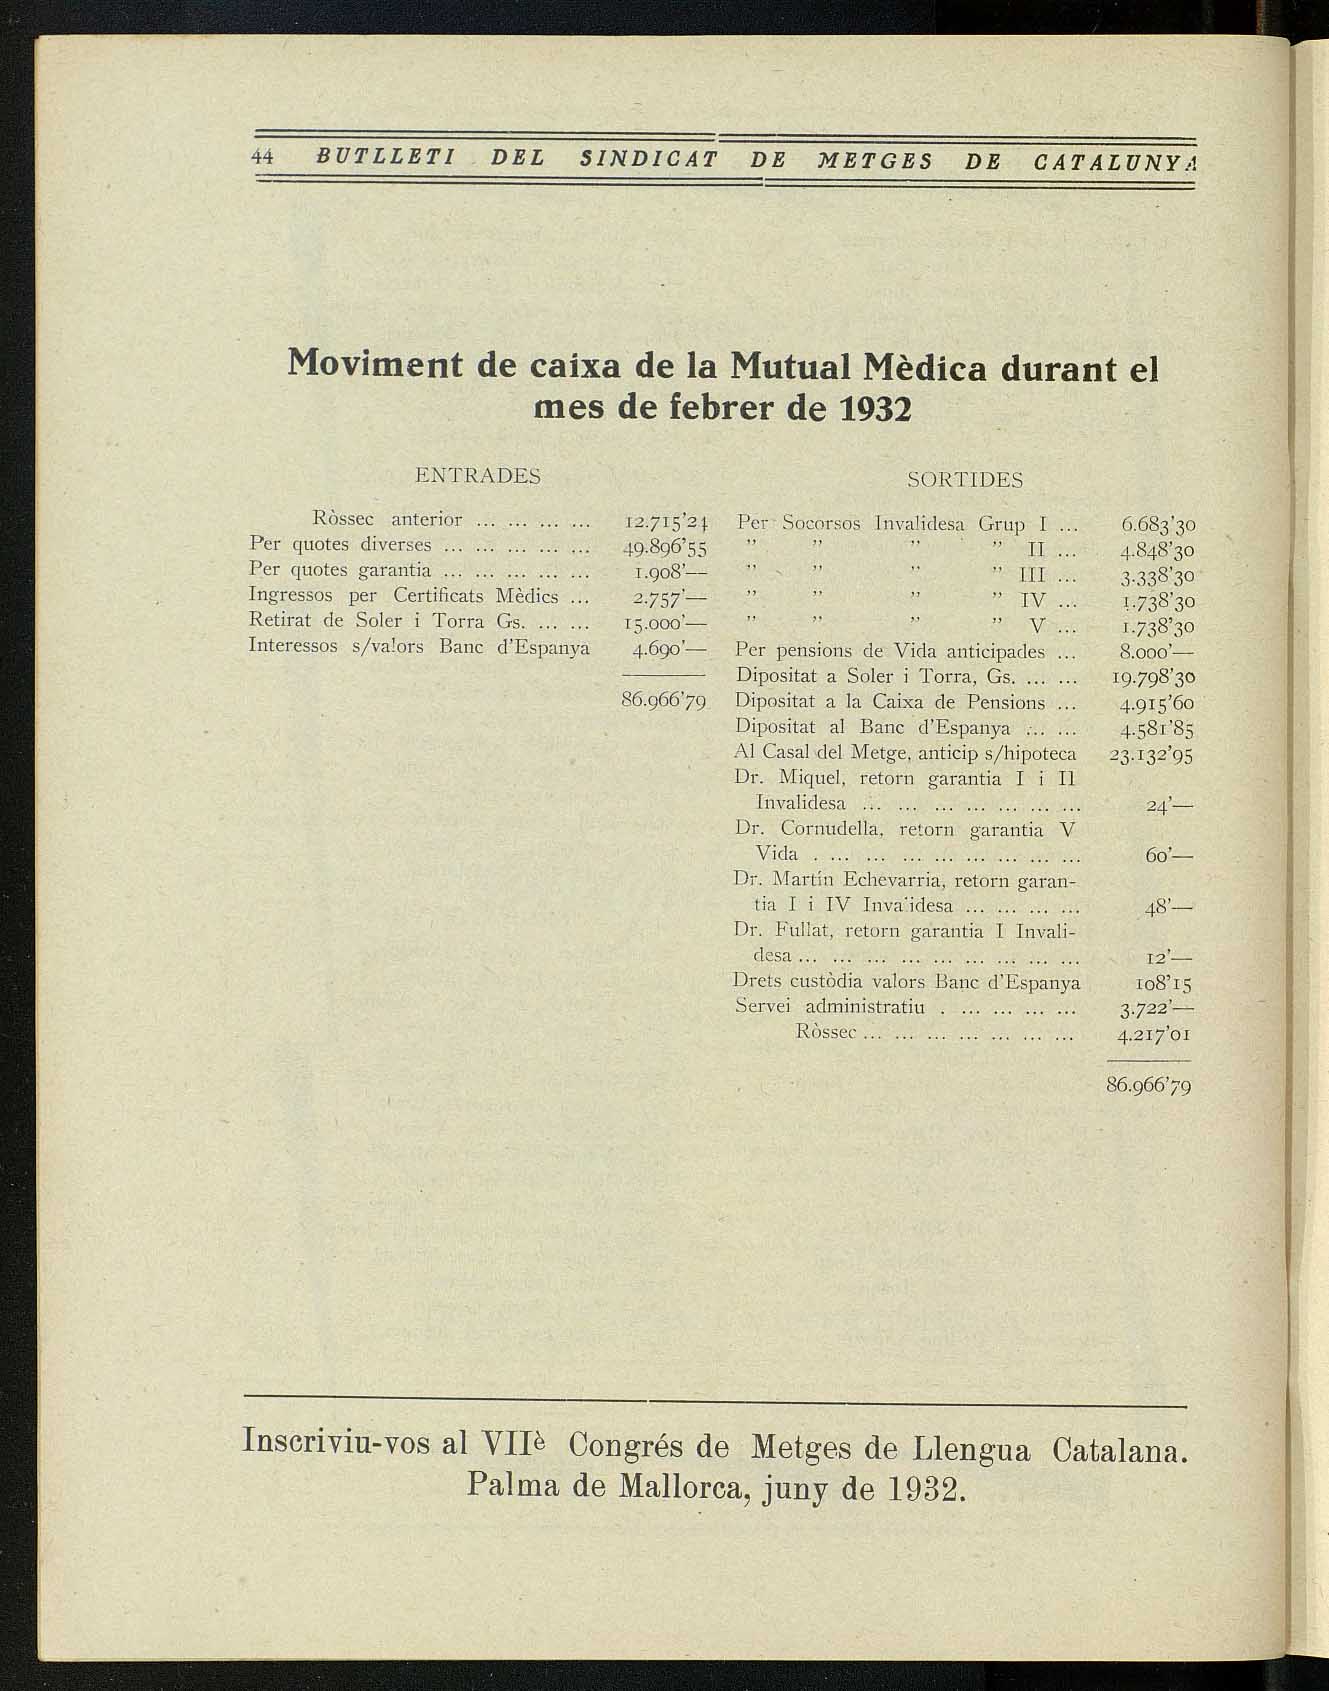 44 BUTLLETI DEL SINDICAT DE METGES DE CATALUNYA
Moviment de caixa de la Mutual Mèdica durant el
mes de febrer de 1932
ENTRADES
Ròssec anterior ... ... ... ... 12.715'24
Per quotes diverses ... ... ... ... ... 49.896'55
Per quotes garantia ... ... ... ... ... 1.908'—
Ingressos per Certificats Mèdics ... 2.757'—
Retirat de Soler i Torra Gs. ... ... 15.000'—
Interessos s/valors Banc d'Espanya 4.690'—
86.966'79
SORTIDES
Per Socorsos Invalidesa Grup I ... 6.683'30
" " " " II ... 4.848'30
" " " " III ... 3.338'30
" " " " IV ... 1.738'30
" " " " V ... 1.738'30
Per pensions de Vida anticipades ... 8.000'—
Dipositat a Soler i Torra, Gs. ... ... 19.798'30
Dipositat a la Caixa de Pensions ... 4.915'60
Dipositat al Banc d'Espanya ... ... 4.581'85
Al Casal del Metge, anticip s/hipoteca 23.132'95
Dr. Miquel, retorn garantia I i II
Invalidesa ... ... ... ... ... ... ... 24'—
Dr. Cornudella, retorn garantia V
Vida . ... ... ... ... ... ... ... ... 60'—
Dr. Martín Echevarria, retorn garan-
tia I i IV Invalidesa ... ... ... ... 48'—
Dr. Fullat, retorn garantia I Invali-
desa ... ... ... ... ... ... ... ... ... 12'—
Drets custòdia valors Banc d'Espanya 108'15
Servei administratiu . ... ... ... ... 3.722'—
Ròssec ... ... ... ... ... ... ... 4.217'01
86.966'79
Inscriviu-vos al VIIè Congrés de Metges de Llengua Catalana.
Palma de Mallorca, juny de 1932.